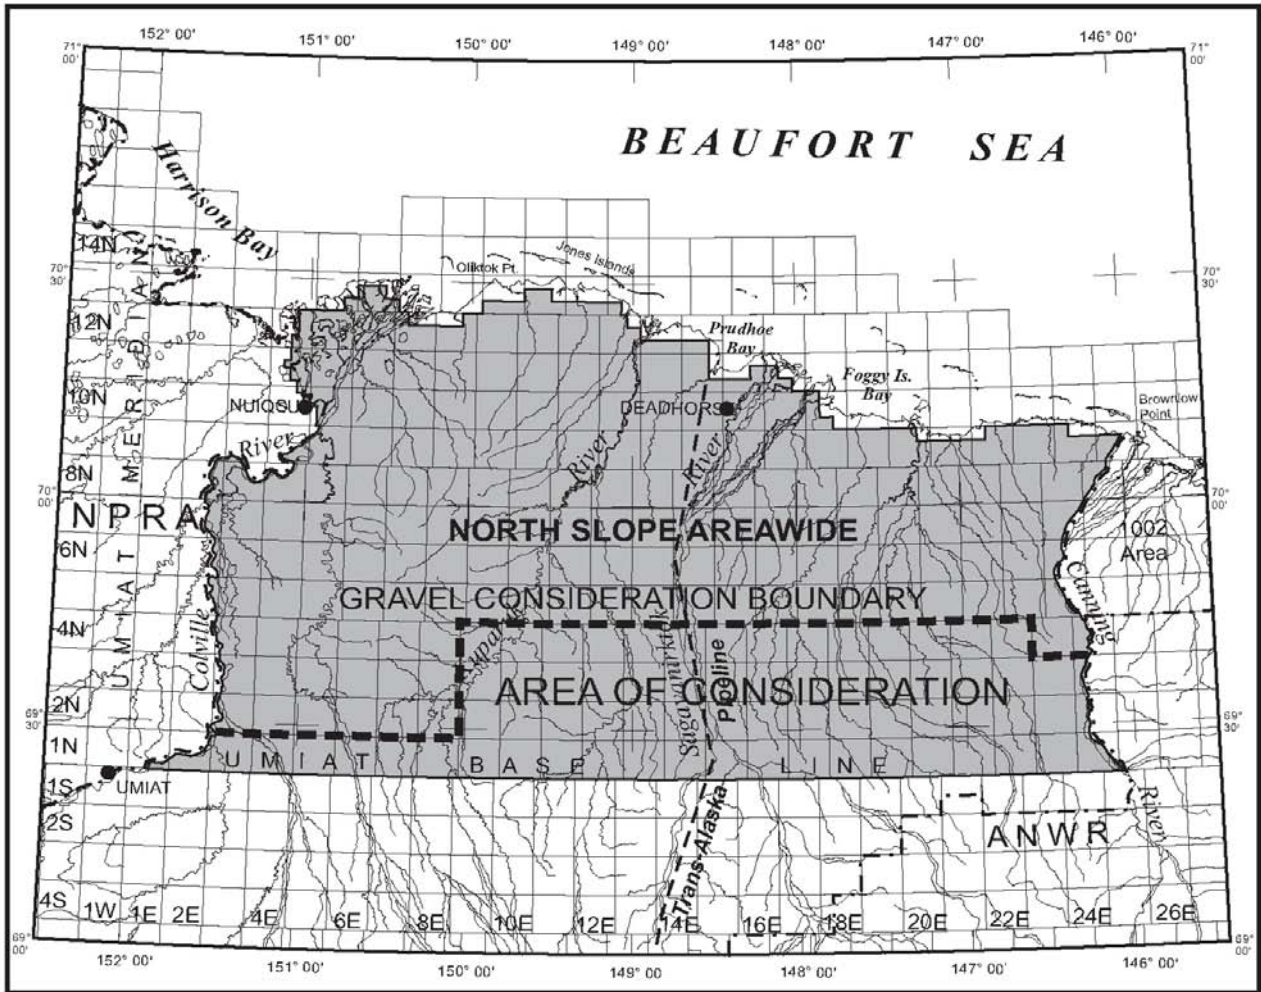 152° 00' 151° 00' 150° 00' 149° 00' 148° 00' 147° 00' 146° 00'
71° 00' 71° 00'
BEAUFORT SEA
Harrison Bay
14N
70° 30' 70° 30'
Oliktok Pt.
Jones Islands
12N
Prudhoe Bay
Foggy Is. Bay
10N
NUIQSU
DEADHORS
Brownlow Point
River
River
River
8N
70° 00' 70° 00'
NPRA
UMIAT MERIDIAN
NORTH SLOPE AREAWIDE
1002 Area
6N
GRAVEL CONSIDERATION BOUNDARY
Canning
4N
Colville
Kuparuk
Sagavanirktok
Pipeline
AREA OF CONSIDERATION
2N
69° 30' 69° 30'
1N
UMIAT BASE LINE
1S
UMIAT
2S
Trans-Alaska
River
ANWR
4S 1W 1E 2E 4E 6E 8E 10E 12E 14E 16E 18E 20E 22E 24E 26E
69° 00' 69° 00'
152° 00' 151° 00' 150° 00' 149° 00' 148° 00' 147° 00' 146° 00'